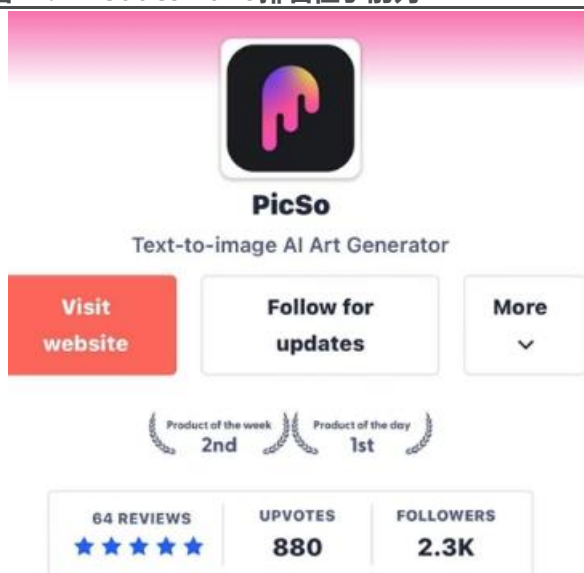 PicSo
Text-to-image AI Art Generator
Visit website
Follow for updates
More
Product of the week
2nd
Product of the day
1st
64 REVIEWS
UPVOTES
880
FOLLOWERS
2.3K